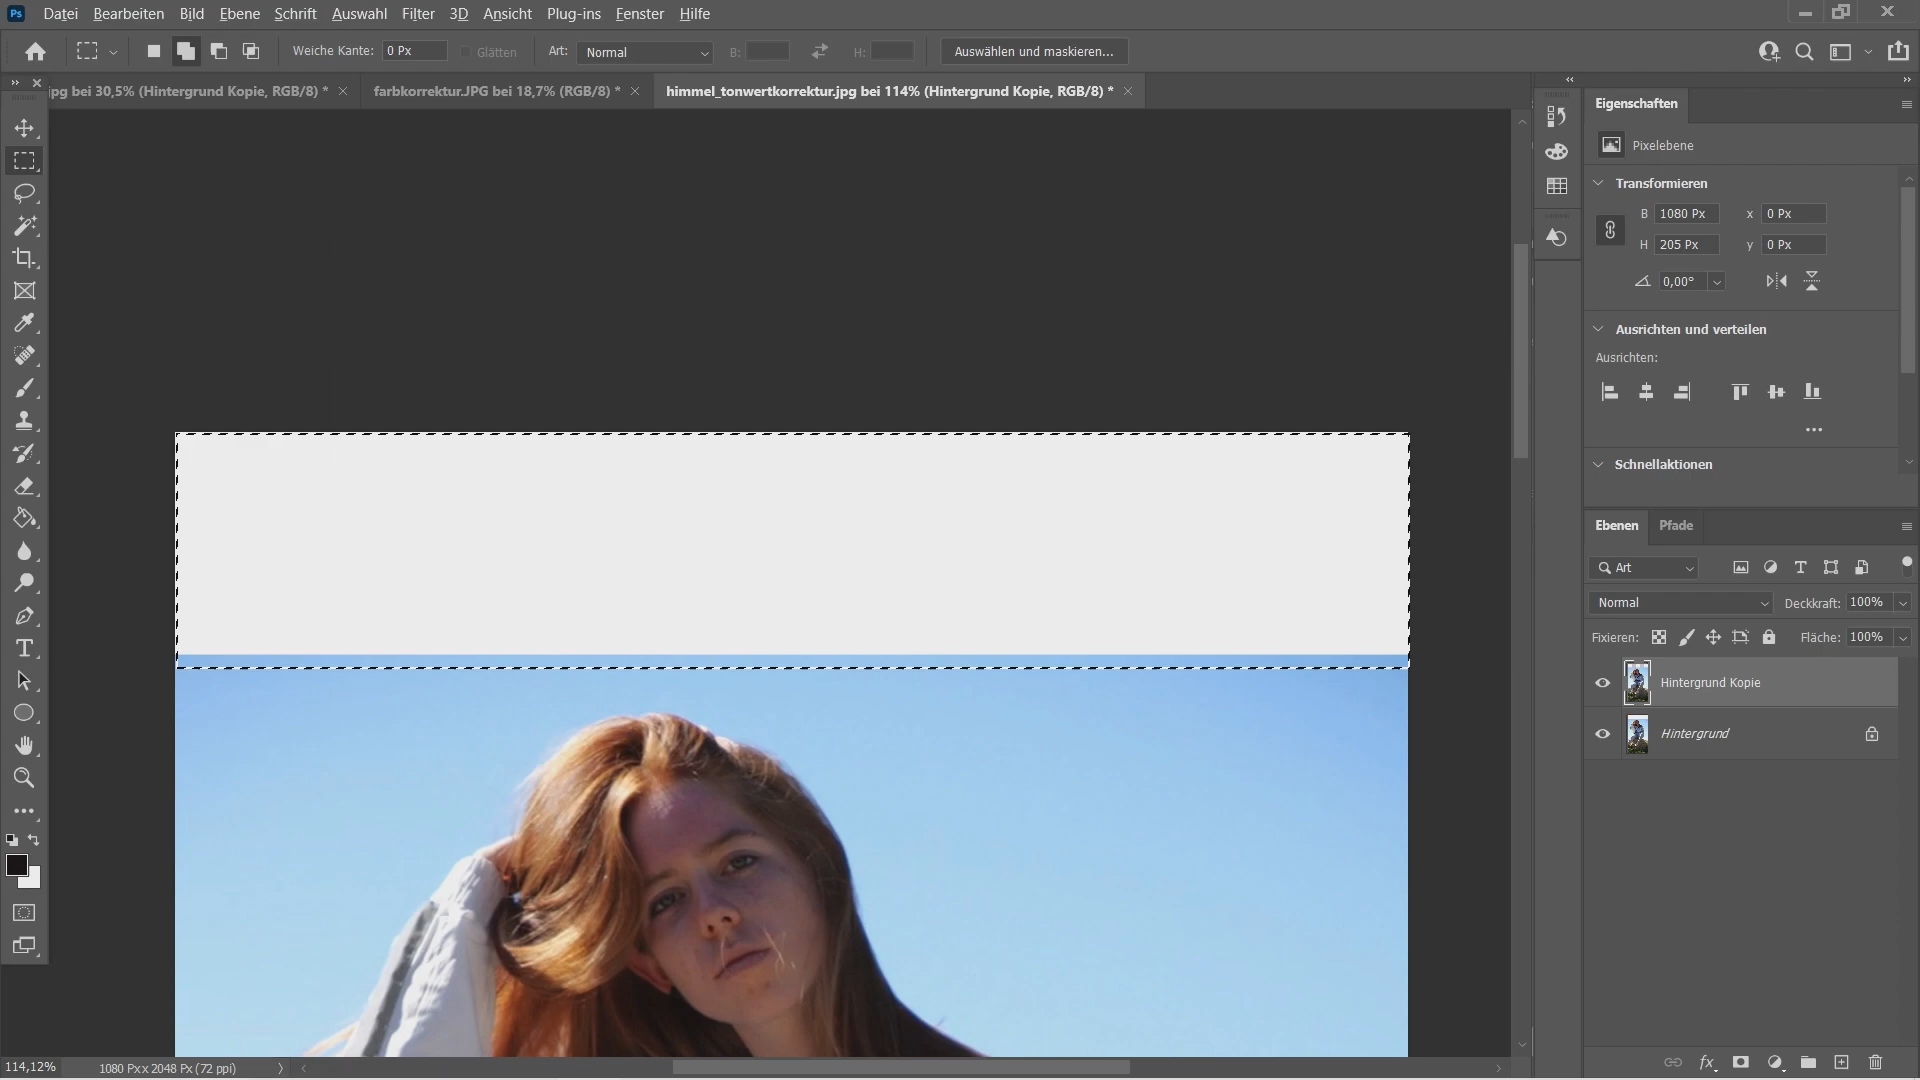 Ps Datei Bearbeiten Bild Ebene Schrift Auswahl Filter 3D Ansicht Plug-ins Fenster Hilfe
Weiche Kante: 0 Px Glätten Art: Normal B: H: Auswählen und maskieren...
jpg bei 30,5% (Hintergrund Kopie, RGB/8) * farbkorrektur.JPG bei 18,7% (RGB/8) * himmel_tonwertkorrektur.jpg bei 114% (Hintergrund Kopie, RGB/8) *
Eigenschaften
Pixelebene
Transformieren
B 1080 Px x 0 Px
H 205 Px y 0 Px
0,00°
Ausrichten und verteilen
Ausrichten:
Schnellaktionen
Ebenen Pfade
Art
Normal Deckkraft: 100%
Fixieren: Fläche: 100%
Hintergrund Kopie
Hintergrund
fx
114,12% 1080 Px x 2048 Px (72 ppi)